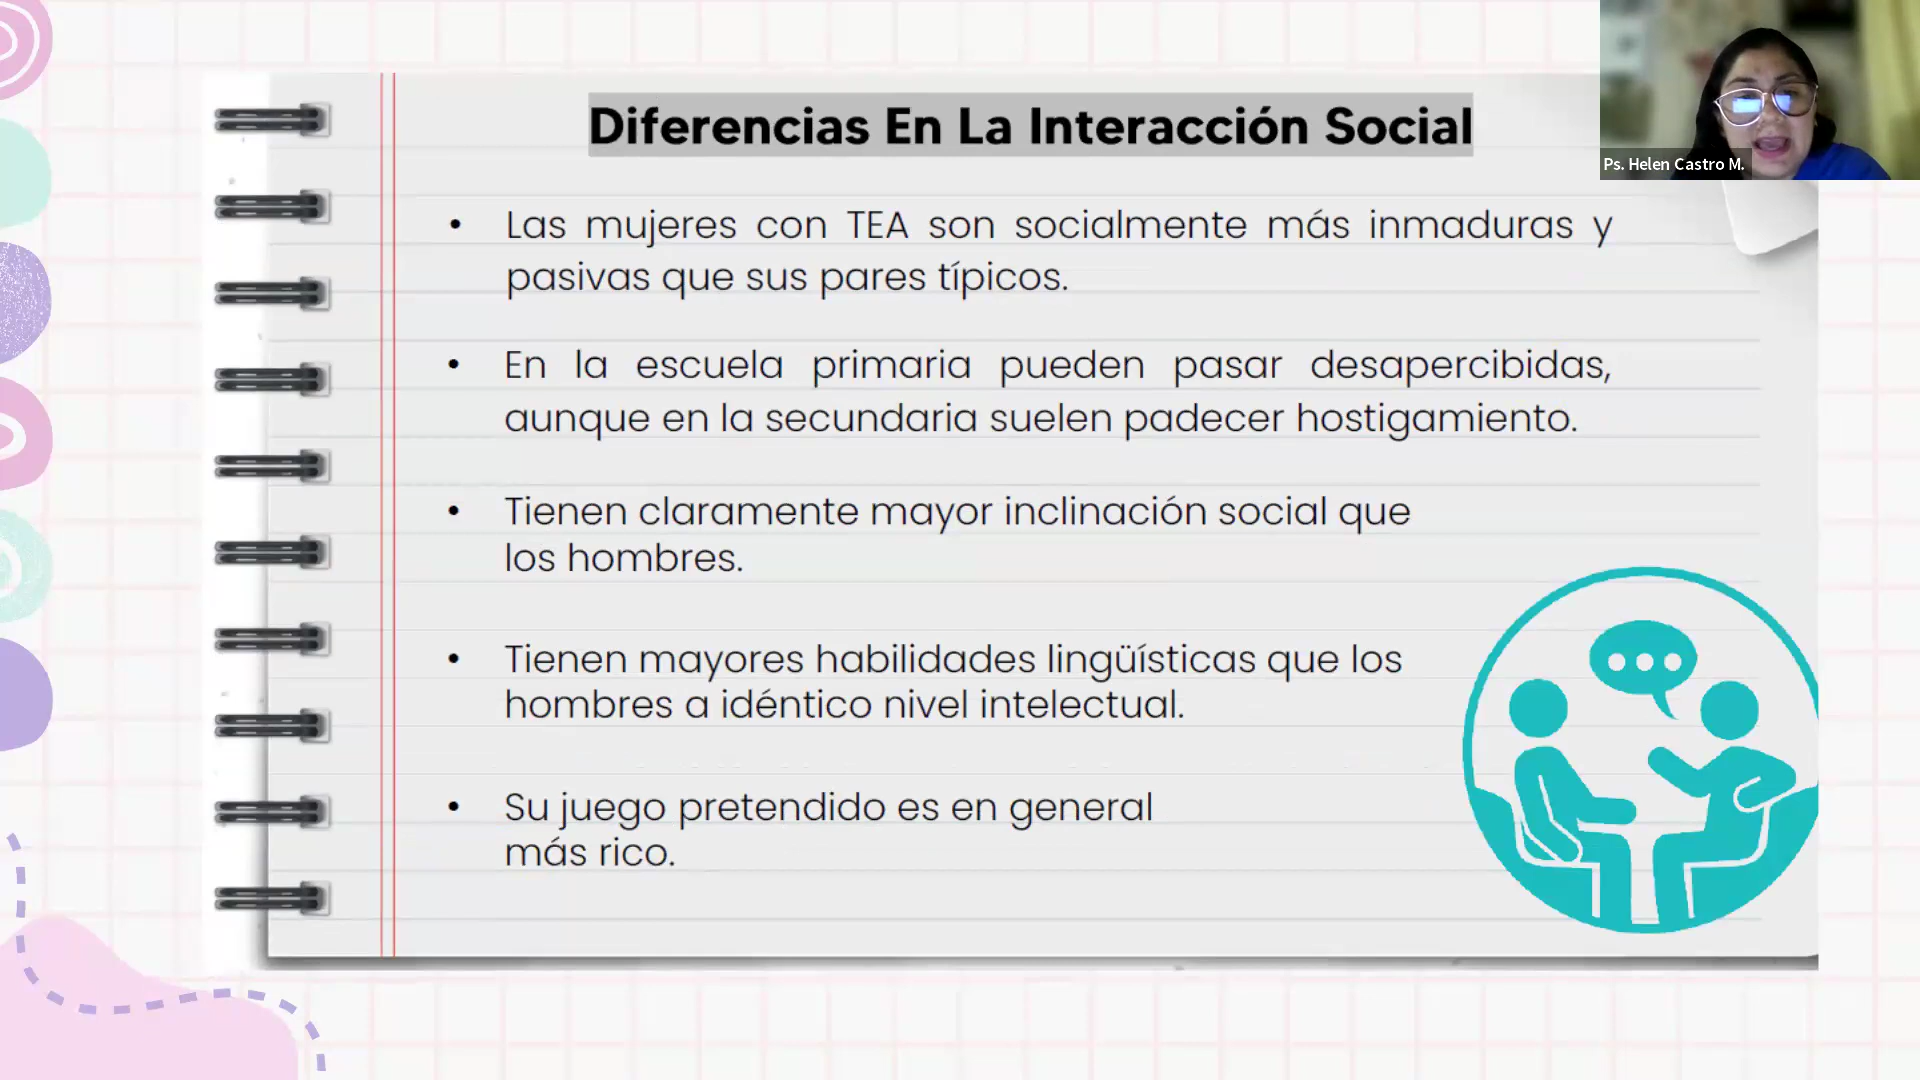 Diferencias En La Interacción Social
Ps. Helen Castro M.
• Las mujeres con TEA son socialmente más inmaduras y
pasivas que sus pares típicos.
• En la escuela primaria pueden pasar desapercibidas,
aunque en la secundaria suelen padecer hostigamiento.
• Tienen claramente mayor inclinación social que
los hombres.
• Tienen mayores habilidades lingüísticas que los
hombres a idéntico nivel intelectual.
• Su juego pretendido es en general
más rico.